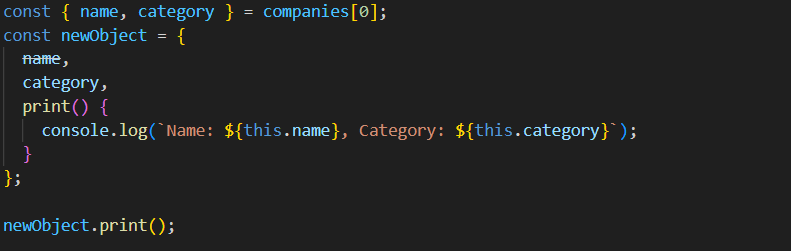 const { name, category } = companies[0];
const newObject = {
name,
category,
print() {
console.log(`Name: ${this.name}, Category: ${this.category}`);
}
};
newObject.print();